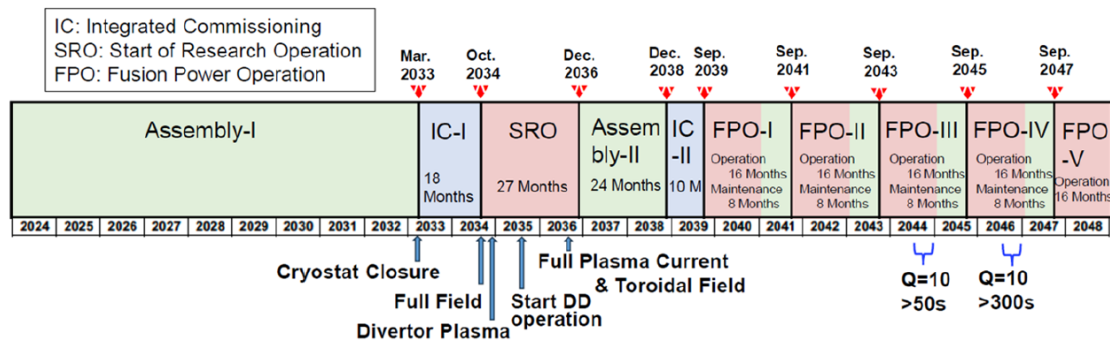 IC: Integrated Commissioning
SRO: Start of Research Operation
FPO: Fusion Power Operation
Mar. 2033
Oct. 2034
Dec. 2036
Dec. 2038
Sep. 2039
Sep. 2041
Sep. 2043
Sep. 2045
Sep. 2047
Assembly-I
IC-I
18
Months
SRO
27 Months
Assem
bly-II
24 Months
IC
-II
10 M
FPO-I
Operation
16 Months
Maintenance
8 Months
FPO-II
Operation
16 Months
Maintenance
8 Months
FPO-III
Operation
16 Months
Maintenance
8 Months
FPO-IV
Operation
16 Months
Maintenance
8 Months
FPO
-V
Operation
16 Months
2024 2025 2026 2027 2028 2029 2030 2031 2032 2033 2034 2035 2036 2037 2038 2039 2040 2041 2042 2043 2044 2045 2046 2047 2048
Cryostat Closure
Full Field
Divertor Plasma
Start DD
operation
Full Plasma Current
& Toroidal Field
Q=10
>50s
Q=10
>300s